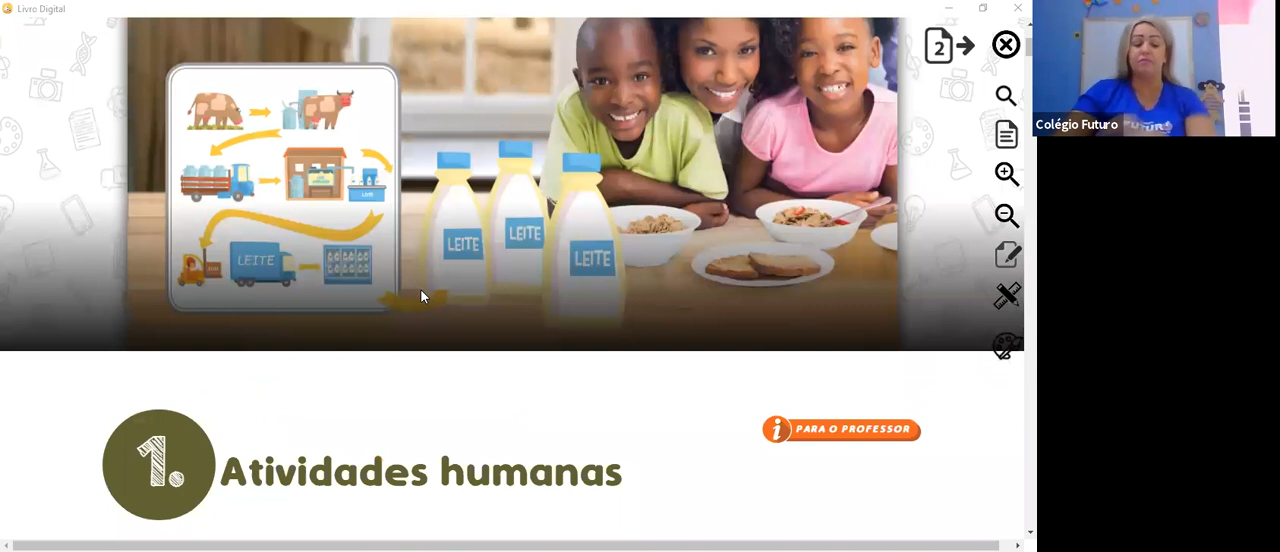 Livro Digital
2
Colégio Futuro
LEITE
LEITE
LEITE
LEITE
PARA O PROFESSOR
1.
Atividades humanas